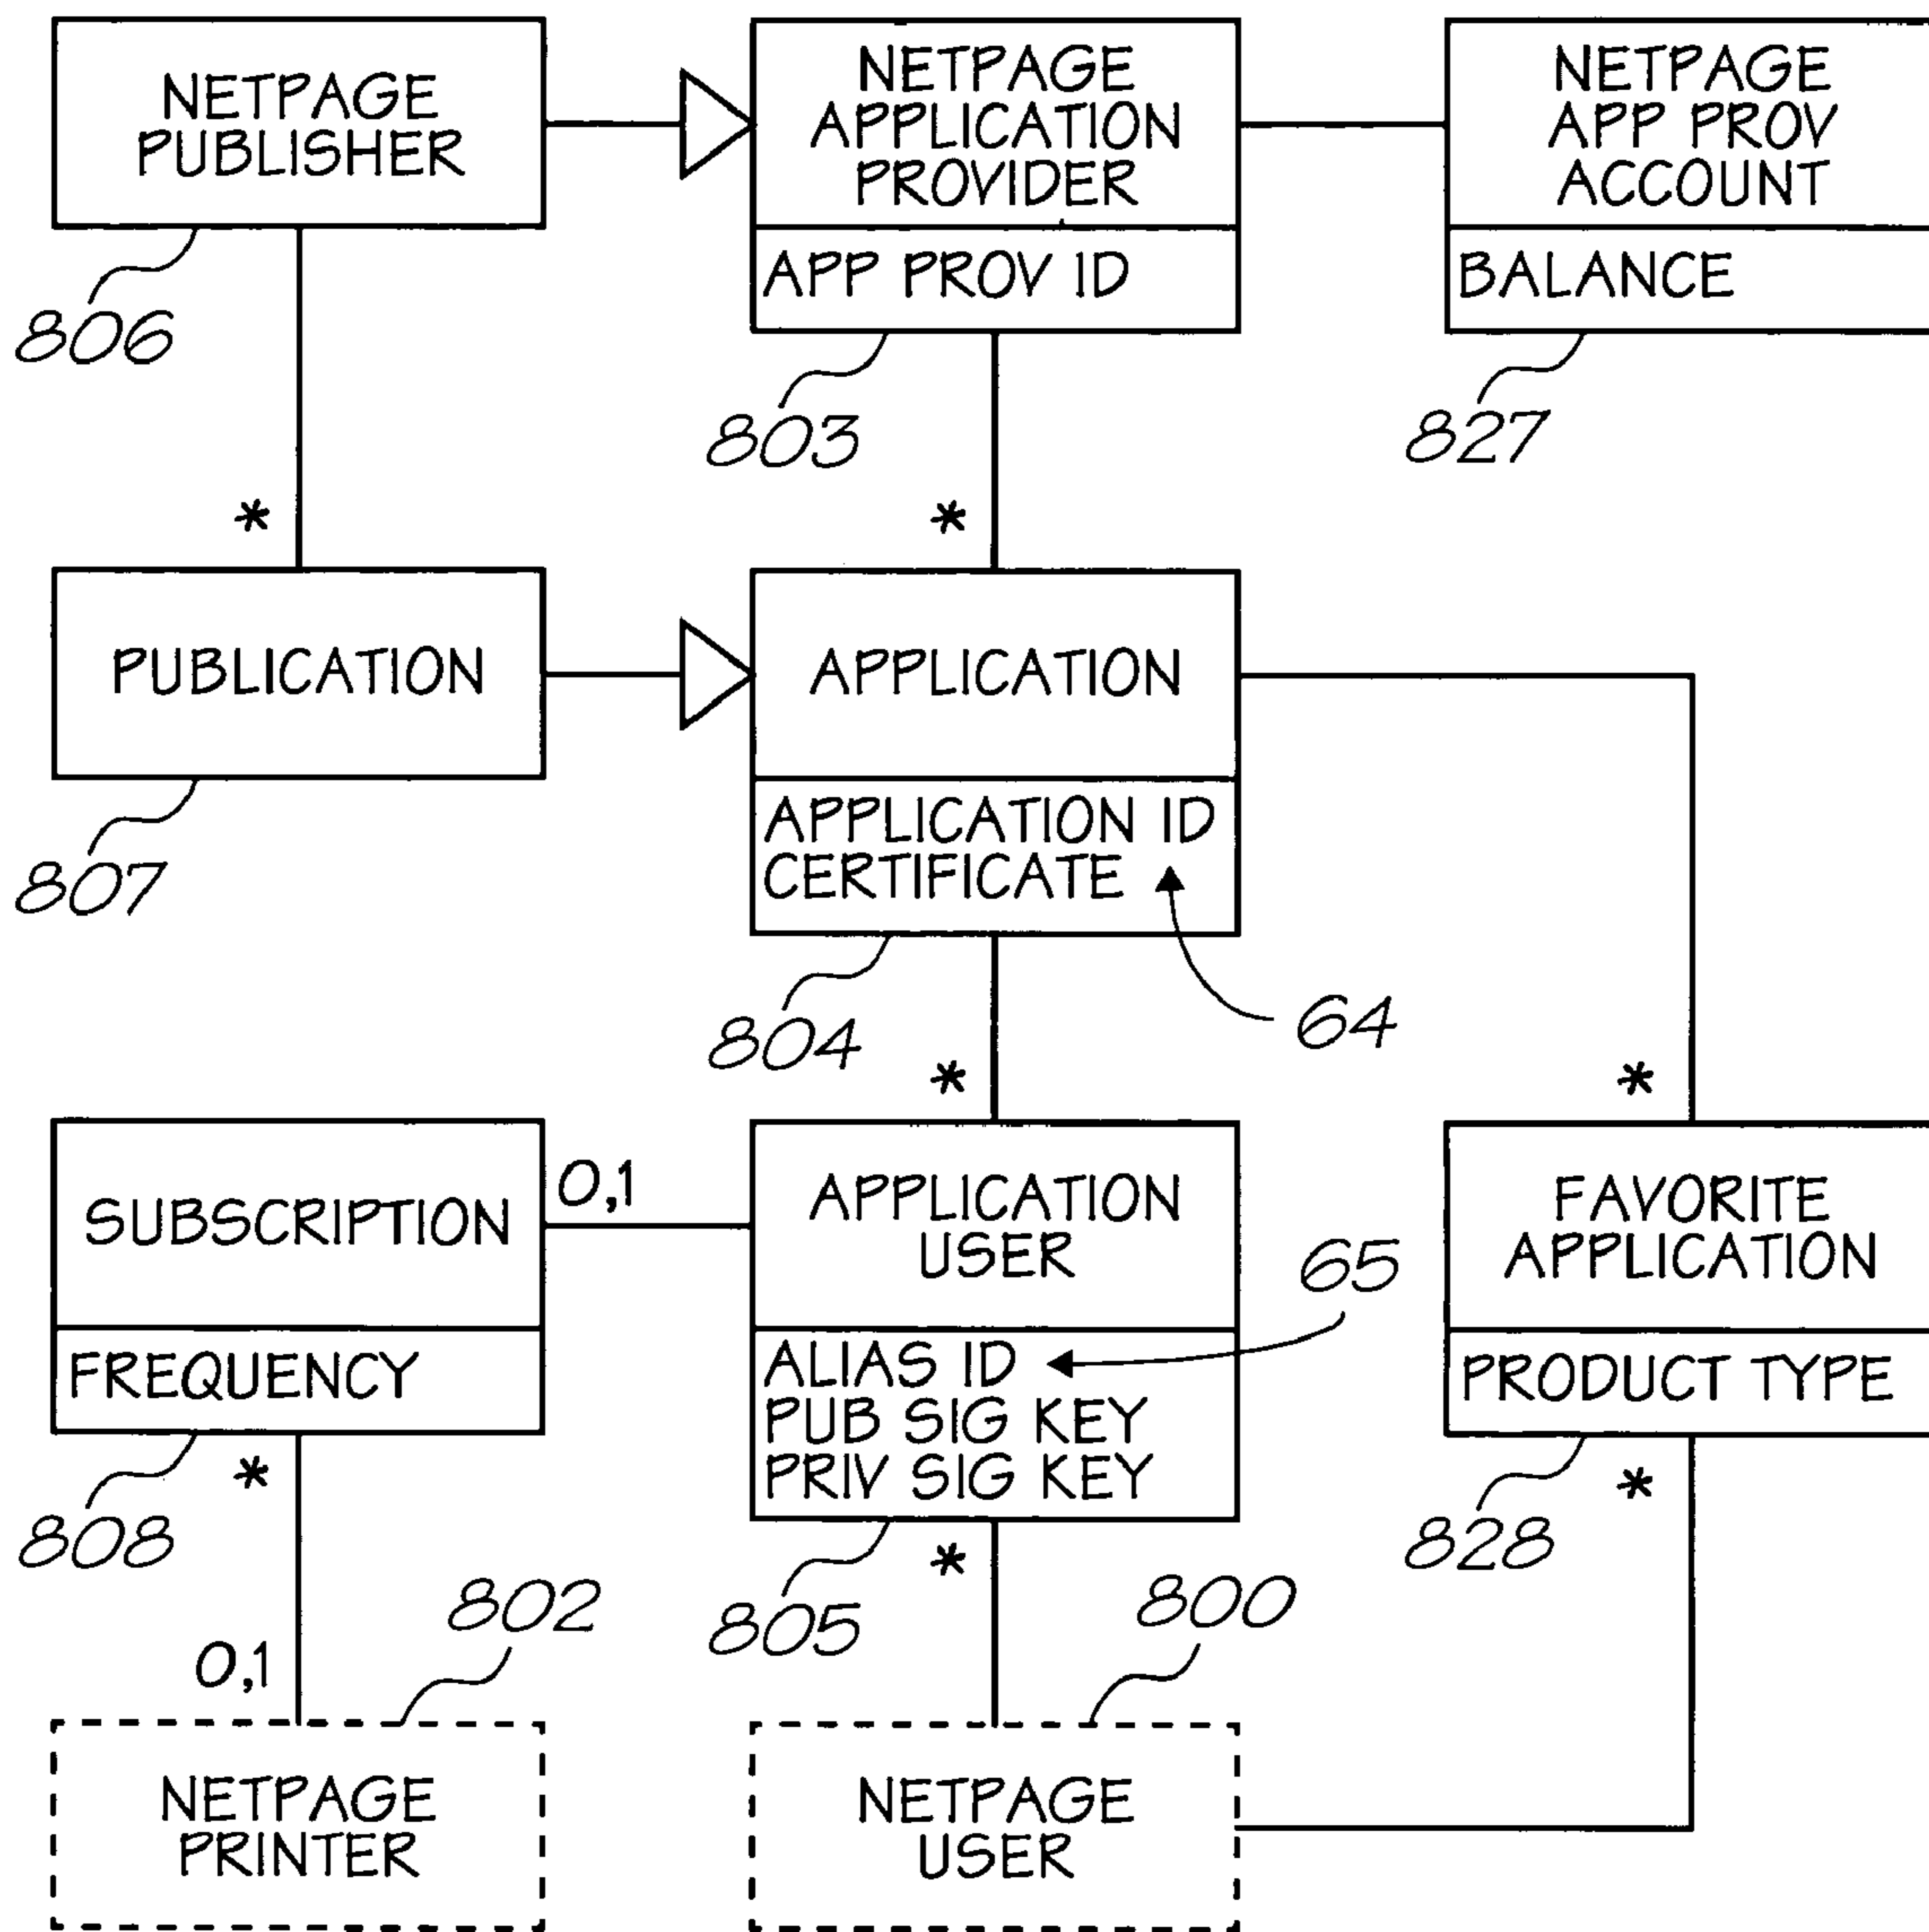 NETPAGE
PUBLISHER
NETPAGE
APPLICATION
PROVIDER
APP PROV ID
NETPAGE
APP PROV
ACCOUNT
BALANCE
806
803
827
*
*
PUBLICATION
APPLICATION
APPLICATION ID
CERTIFICATE
807
804
64
*
*
SUBSCRIPTION
FREQUENCY
0,1
APPLICATION
USER
ALIAS ID
PUB SIG KEY
PRIV SIG KEY
65
FAVORITE
APPLICATION
PRODUCT TYPE
808
*
805
*
828
*
802
800
0,1
NETPAGE
PRINTER
NETPAGE
USER